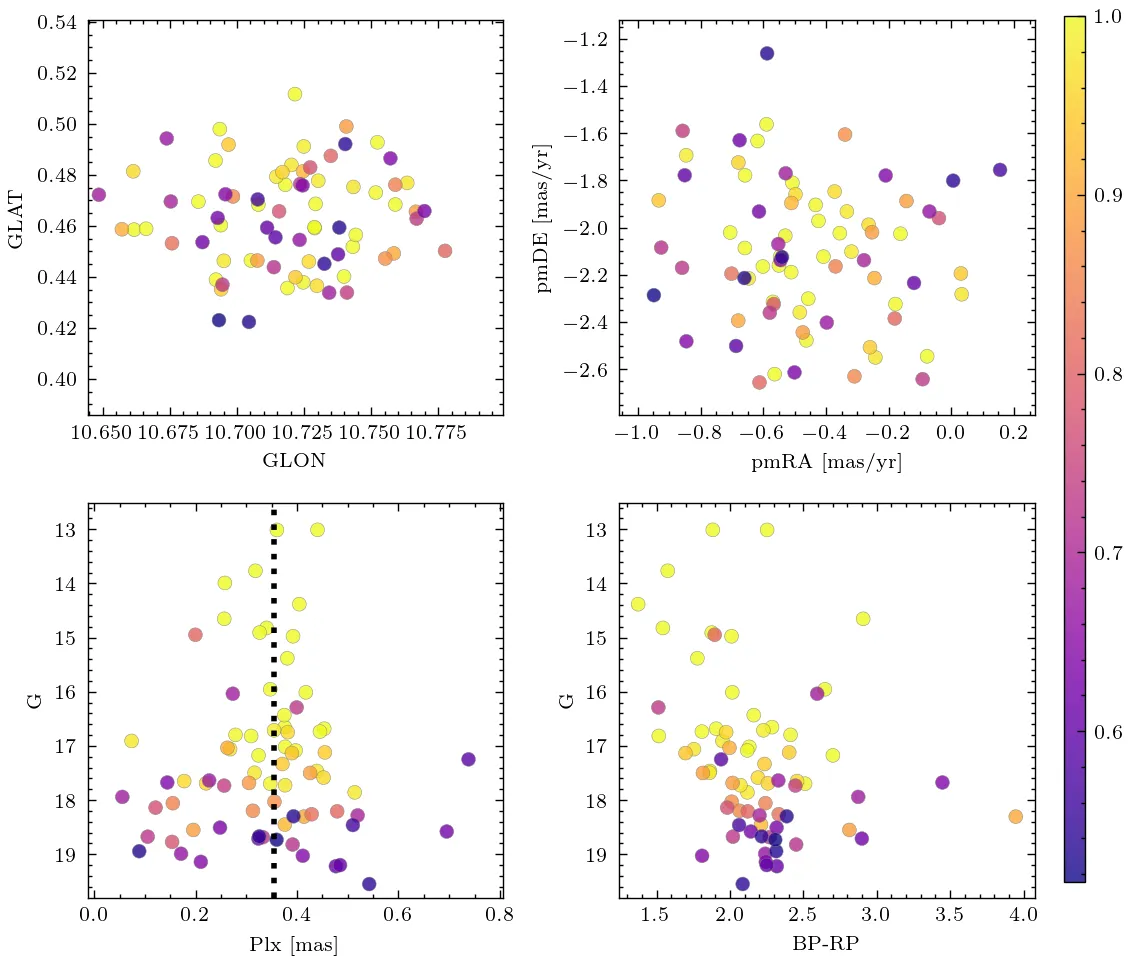 0.54
0.52
0.50
0.48
0.46
0.44
0.42
0.40
GLAT
10.650 10.675 10.700 10.725 10.750 10.775
GLON
−1.2
−1.4
−1.6
−1.8
−2.0
−2.2
−2.4
−2.6
pmDE [mas/yr]
−1.0 −0.8 −0.6 −0.4 −0.2 0.0 0.2
pmRA [mas/yr]
13
14
15
16
17
18
19
G
0.0 0.2 0.4 0.6 0.8
Plx [mas]
13
14
15
16
17
18
19
G
1.5 2.0 2.5 3.0 3.5 4.0
BP-RP
1.0
0.9
0.8
0.7
0.6